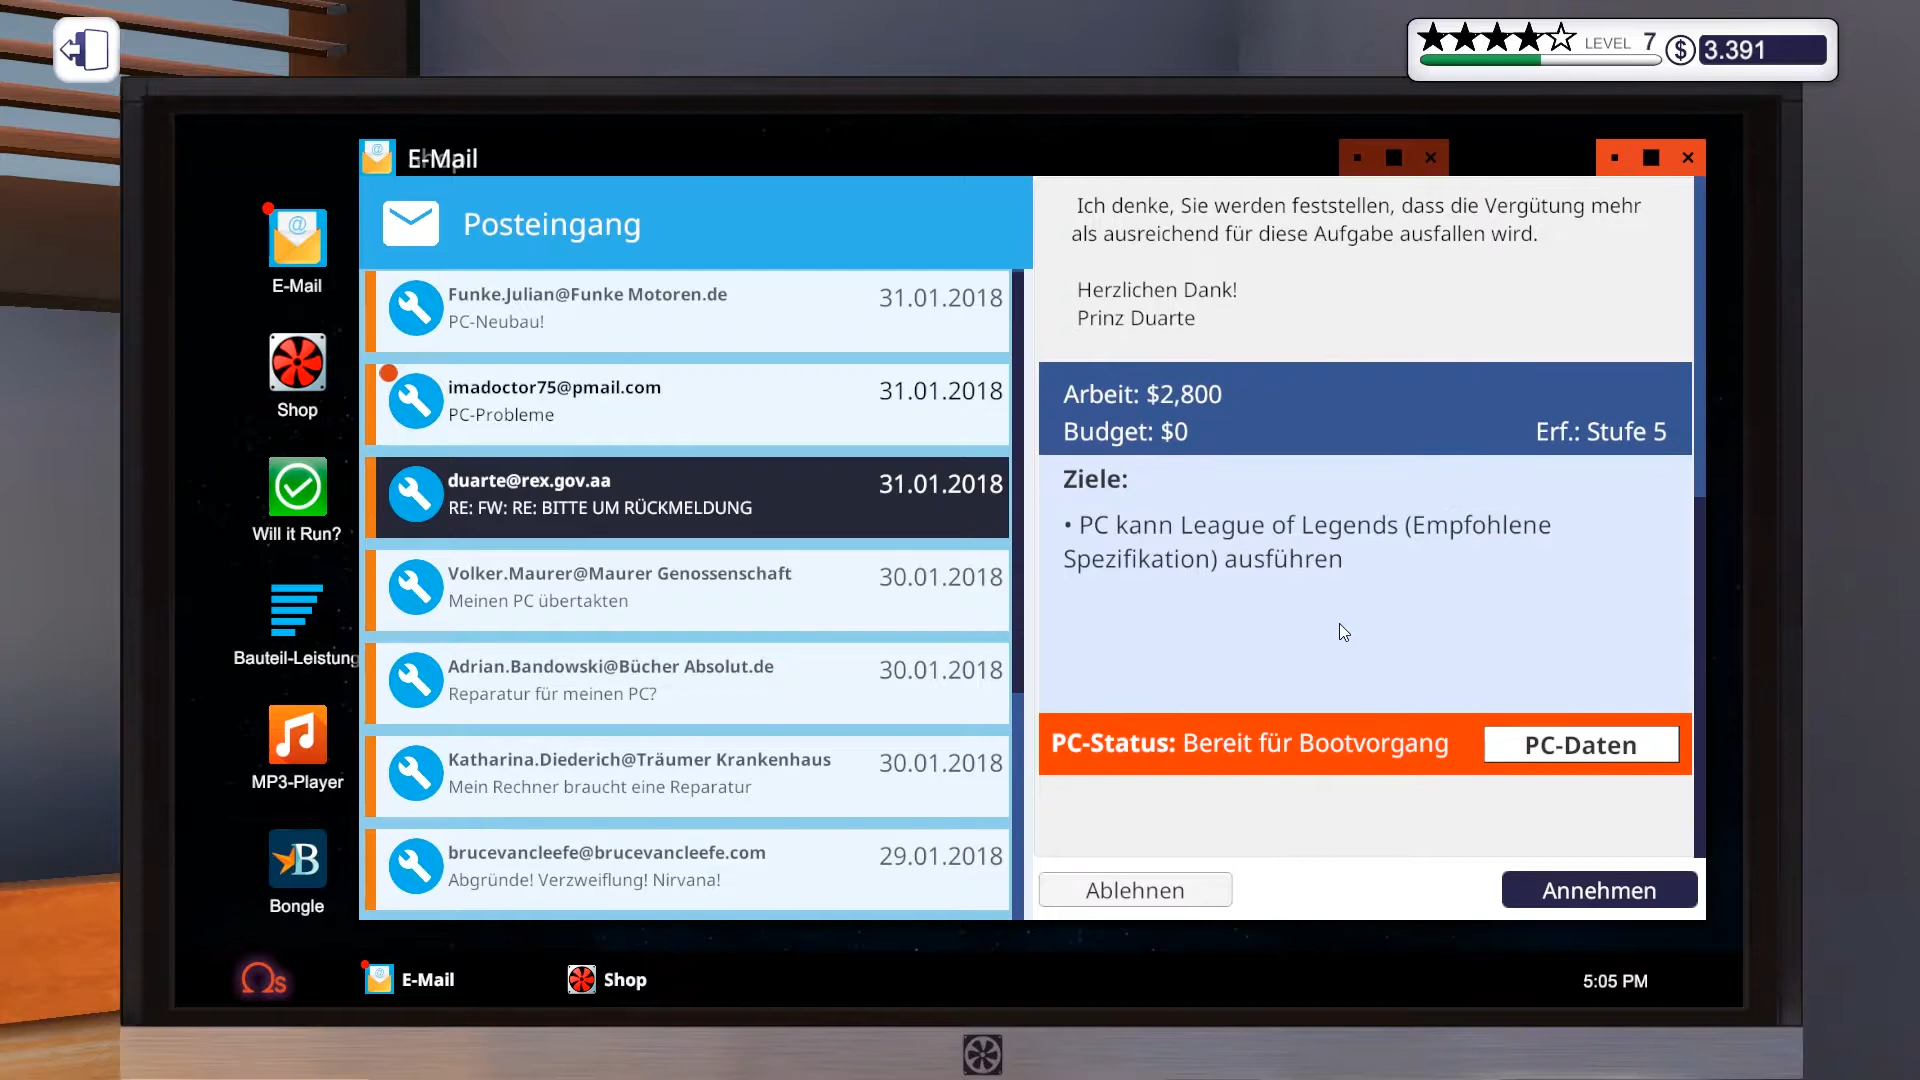 LEVEL 7
$ 3.391
E-Mail
Posteingang
E-Mail
Shop
Will it Run?
Bauteil-Leistung
MP3-Player
Bongle
Funke.Julian@Funke Motoren.de 31.01.2018
PC-Neubau!
imadoctor75@pmail.com 31.01.2018
PC-Probleme
duarte@rex.gov.aa 31.01.2018
RE: FW: RE: BITTE UM RÜCKMELDUNG
Volker.Maurer@Maurer Genossenschaft 30.01.2018
Meinen PC übertakten
Adrian.Bandowski@Bücher Absolut.de 30.01.2018
Reparatur für meinen PC?
Katharina.Diederich@Träumer Krankenhaus 30.01.2018
Mein Rechner braucht eine Reparatur
brucevancleefe@brucevancleefe.com 29.01.2018
Abgründe! Verzweiflung! Nirvana!
Ich denke, Sie werden feststellen, dass die Vergütung mehr
als ausreichend für diese Aufgabe ausfallen wird.
Herzlichen Dank!
Prinz Duarte
Arbeit: $2,800
Budget: $0 Erf.: Stufe 5
Ziele:
• PC kann League of Legends (Empfohlene
Spezifikation) ausführen
PC-Status: Bereit für Bootvorgang PC-Daten
Ablehnen Annehmen
Ωs E-Mail Shop 5:05 PM